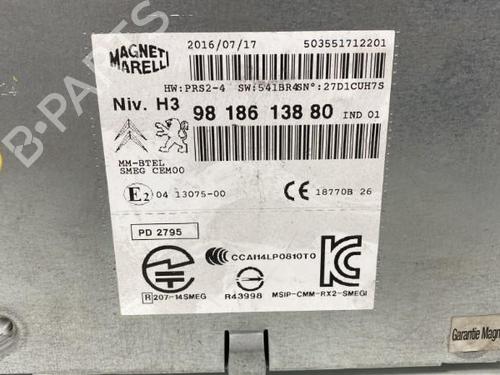 MAGNETI MARELLI
2016/07/17
503551712201
HW:PRS2-4 SW:541BR4SN°:27D1CUH7S
Niv. H3
98 186 138 80 IND 01
MM-BTEL
SMEG CEM00
E2 04 13075-00
CE 18770B 26
PD 2795
CCAI14LP0810T0
R 207-14SMEG
R43998
MSIP-CMM-RX2-SMEGI
Garantie Magn